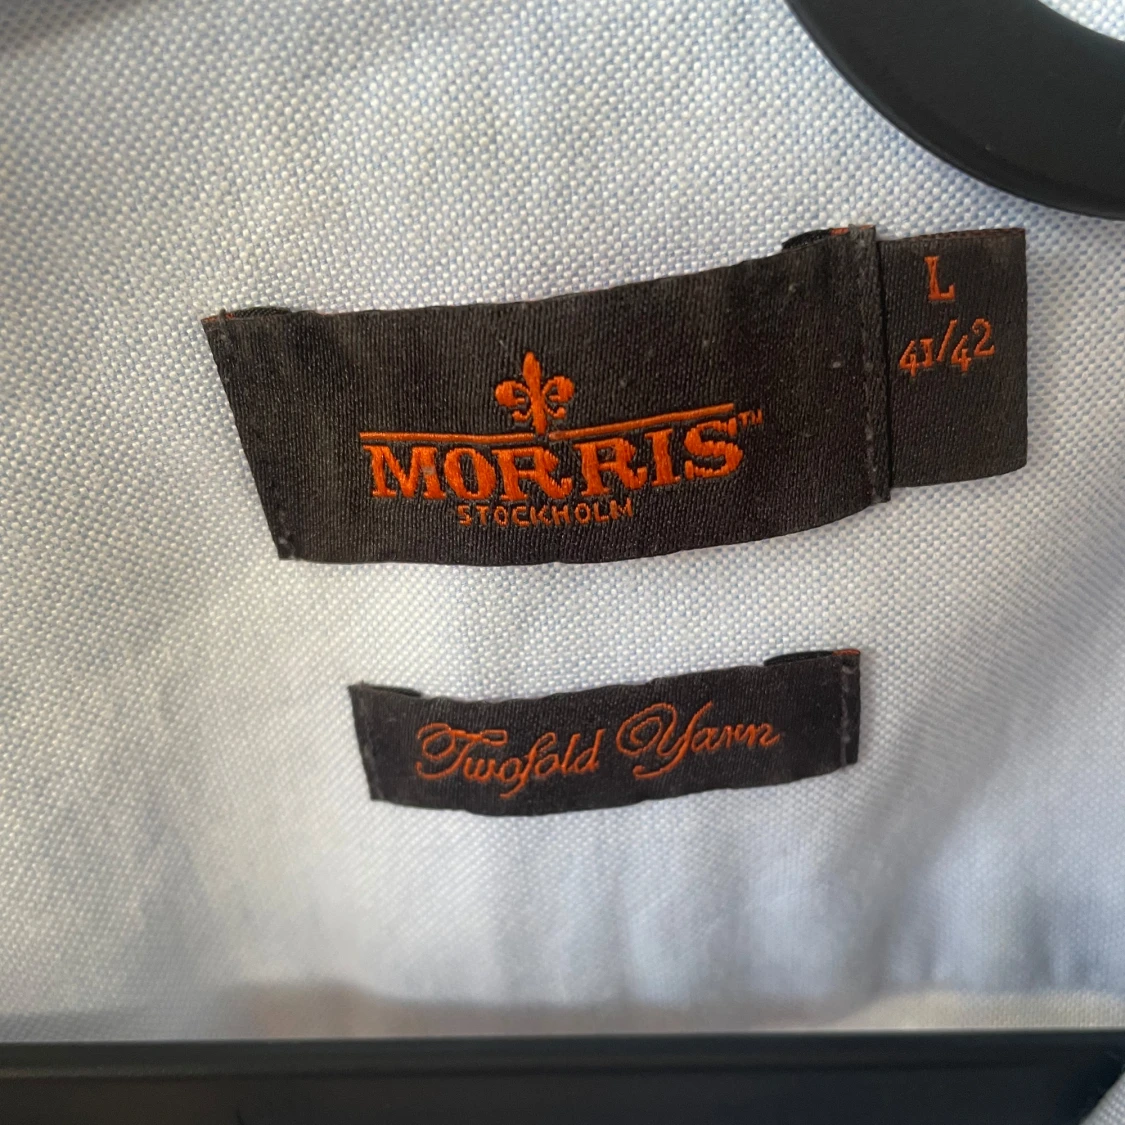 MORRIS™
STOCKHOLM
L
41/42
Twofold Yarn